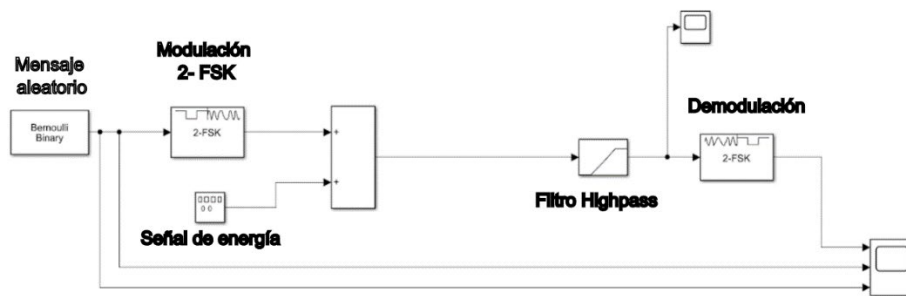 Mensaje
aleatorio
Bernoulli
Binary
Modulación
2- FSK
2-FSK
+
+
Señal de energía
Filtro Highpass
Demodulación
2-FSK